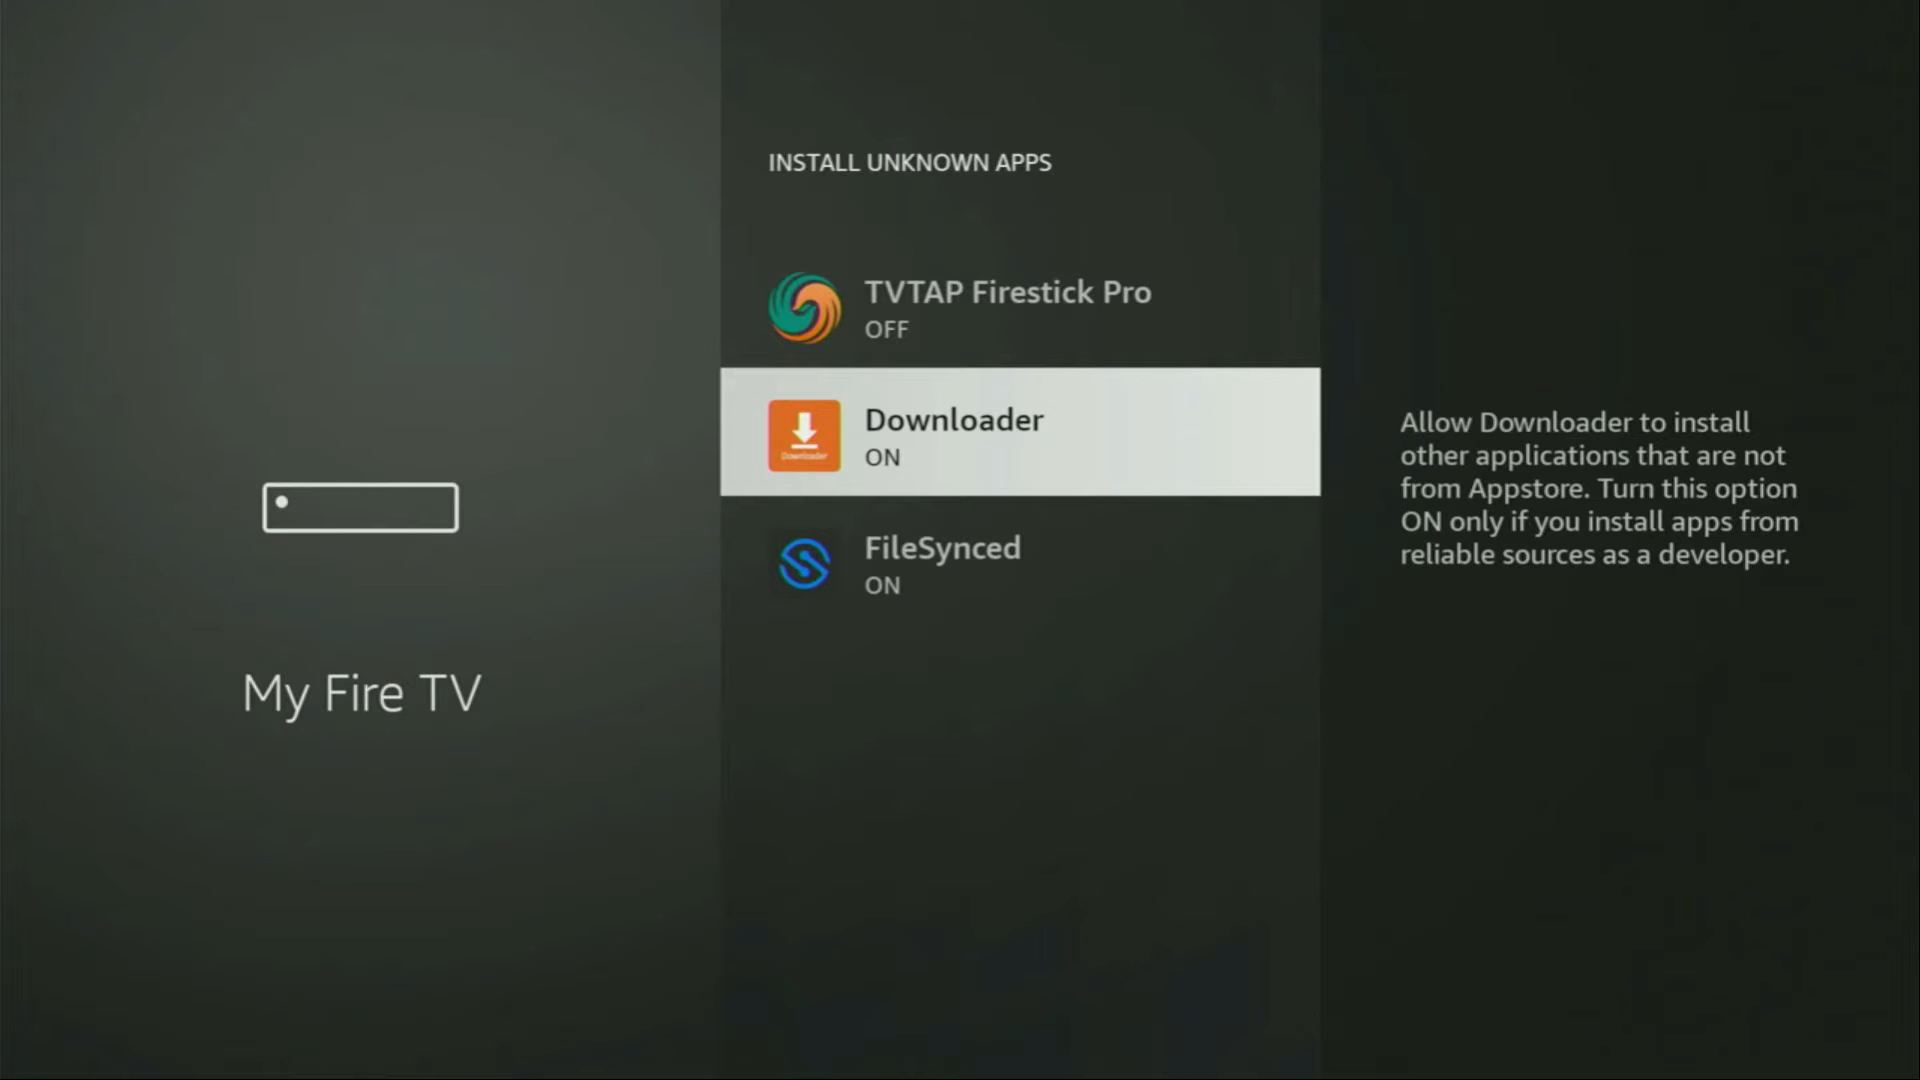 INSTALL UNKNOWN APPS
TVTAP Firestick Pro
OFF
Downloader
Downloader
ON
FileSynced
ON
My Fire TV
Allow Downloader to install
other applications that are not
from Appstore. Turn this option
ON only if you install apps from
reliable sources as a developer.